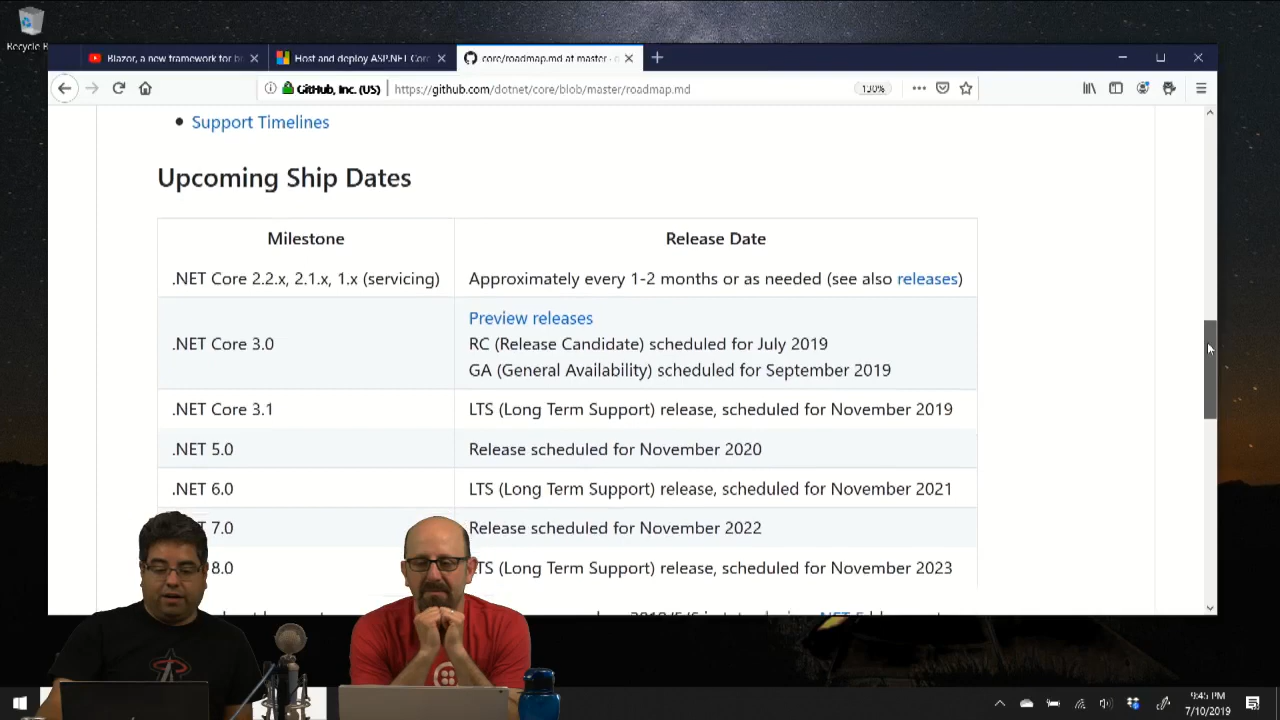 Recycle B
Blazor, a new framework for br
Host and deploy ASP.NET Core
core/roadmap.md at master ·
GitHub, Inc. (US)
https://github.com/dotnet/core/blob/master/roadmap.md
130%
Support Timelines
Upcoming Ship Dates
Milestone
Release Date
.NET Core 2.2.x, 2.1.x, 1.x (servicing)
Approximately every 1-2 months or as needed (see also releases)
.NET Core 3.0
Preview releases
RC (Release Candidate) scheduled for July 2019
GA (General Availability) scheduled for September 2019
.NET Core 3.1
LTS (Long Term Support) release, scheduled for November 2019
.NET 5.0
Release scheduled for November 2020
.NET 6.0
LTS (Long Term Support) release, scheduled for November 2021
T 7.0
Release scheduled for November 2022
8.0
LTS (Long Term Support) release, scheduled for November 2023
9:45 PM
7/10/2019